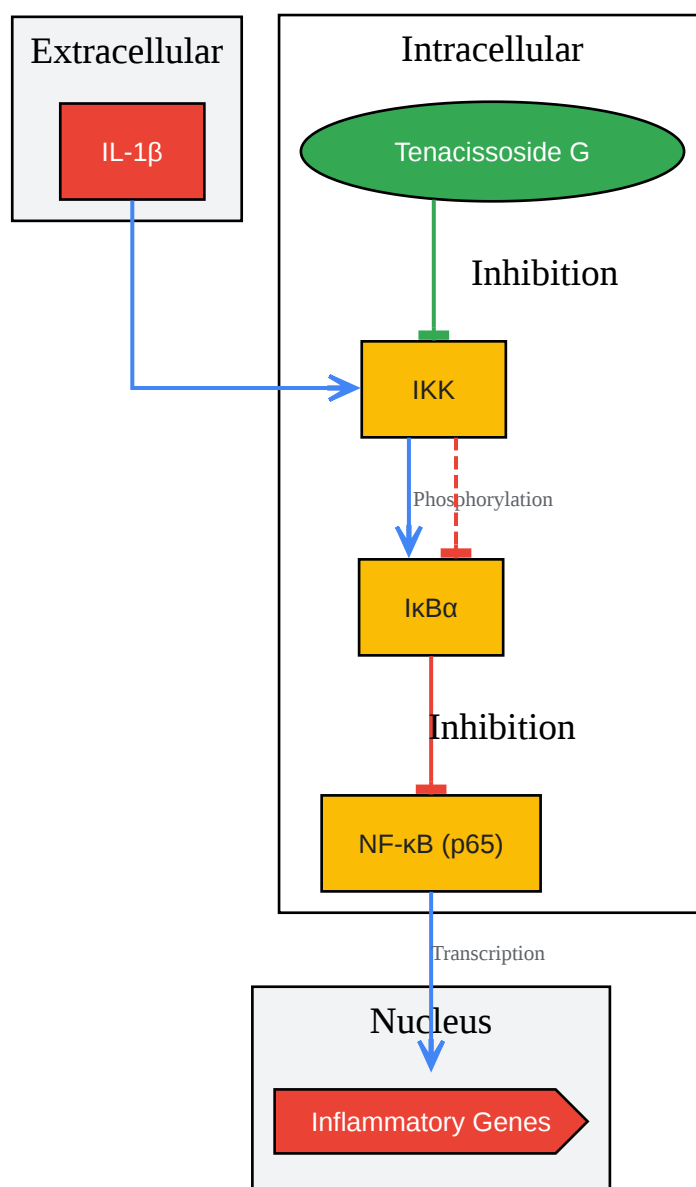 Extracellular
Intracellular
IL-1β
Tenacissoside G
Inhibition
IKK
Phosphorylation
IκBα
Inhibition
NF-κB (p65)
Transcription
Nucleus
Inflammatory Genes